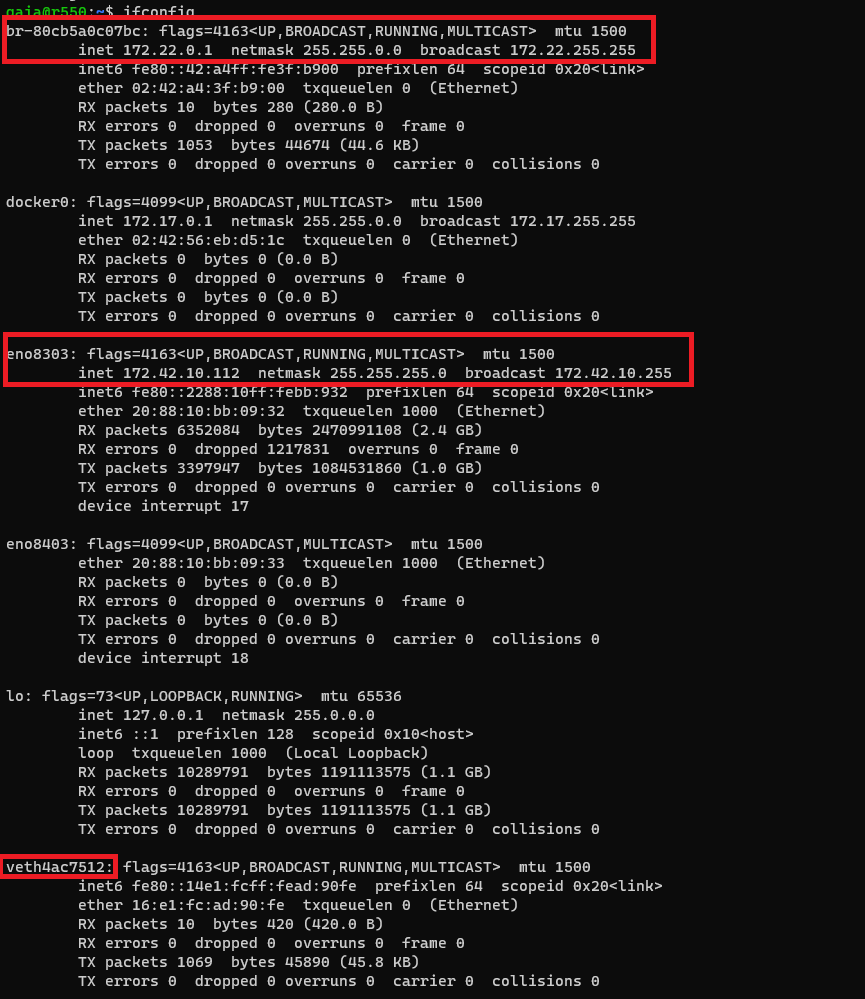 gaia@r550:~$ ifconfig
br-80cb5a0c07bc: flags=4163<UP,BROADCAST,RUNNING,MULTICAST>  mtu 1500
        inet 172.22.0.1  netmask 255.255.0.0  broadcast 172.22.255.255
        inet6 fe80::42:a4ff:fe3f:b900  prefixlen 64  scopeid 0x20<link>
        ether 02:42:a4:3f:b9:00  txqueuelen 0  (Ethernet)
        RX packets 10  bytes 280 (280.0 B)
        RX errors 0  dropped 0  overruns 0  frame 0
        TX packets 1053  bytes 44674 (44.6 KB)
        TX errors 0  dropped 0 overruns 0  carrier 0  collisions 0

docker0: flags=4099<UP,BROADCAST,MULTICAST>  mtu 1500
        inet 172.17.0.1  netmask 255.255.0.0  broadcast 172.17.255.255
        ether 02:42:56:eb:d5:1c  txqueuelen 0  (Ethernet)
        RX packets 0  bytes 0 (0.0 B)
        RX errors 0  dropped 0  overruns 0  frame 0
        TX packets 0  bytes 0 (0.0 B)
        TX errors 0  dropped 0 overruns 0  carrier 0  collisions 0

eno8303: flags=4163<UP,BROADCAST,RUNNING,MULTICAST>  mtu 1500
        inet 172.42.10.112  netmask 255.255.255.0  broadcast 172.42.10.255
        inet6 fe80::2288:10ff:febb:932  prefixlen 64  scopeid 0x20<link>
        ether 20:88:10:bb:09:32  txqueuelen 1000  (Ethernet)
        RX packets 6352084  bytes 2470991108 (2.4 GB)
        RX errors 0  dropped 1217831  overruns 0  frame 0
        TX packets 3397947  bytes 1084531860 (1.0 GB)
        TX errors 0  dropped 0 overruns 0  carrier 0  collisions 0
        device interrupt 17

eno8403: flags=4099<UP,BROADCAST,MULTICAST>  mtu 1500
        ether 20:88:10:bb:09:33  txqueuelen 1000  (Ethernet)
        RX packets 0  bytes 0 (0.0 B)
        RX errors 0  dropped 0  overruns 0  frame 0
        TX packets 0  bytes 0 (0.0 B)
        TX errors 0  dropped 0 overruns 0  carrier 0  collisions 0
        device interrupt 18

lo: flags=73<UP,LOOPBACK,RUNNING>  mtu 65536
        inet 127.0.0.1  netmask 255.0.0.0
        inet6 ::1  prefixlen 128  scopeid 0x10<host>
        loop  txqueuelen 1000  (Local Loopback)
        RX packets 10289791  bytes 1191113575 (1.1 GB)
        RX errors 0  dropped 0  overruns 0  frame 0
        TX packets 10289791  bytes 1191113575 (1.1 GB)
        TX errors 0  dropped 0 overruns 0  carrier 0  collisions 0

veth4ac7512: flags=4163<UP,BROADCAST,RUNNING,MULTICAST>  mtu 1500
        inet6 fe80::14e1:fcff:fead:90fe  prefixlen 64  scopeid 0x20<link>
        ether 16:e1:fc:ad:90:fe  txqueuelen 0  (Ethernet)
        RX packets 10  bytes 420 (420.0 B)
        RX errors 0  dropped 0  overruns 0  frame 0
        TX packets 1069  bytes 45890 (45.8 KB)
        TX errors 0  dropped 0 overruns 0  carrier 0  collisions 0